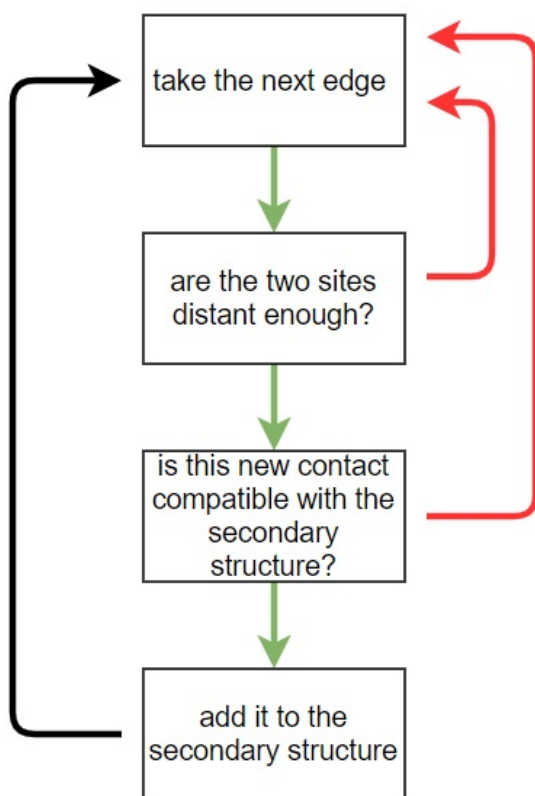 take the next edge
are the two sites
distant enough?
is this new contact
compatible with the
secondary
structure?
add it to the
secondary structure